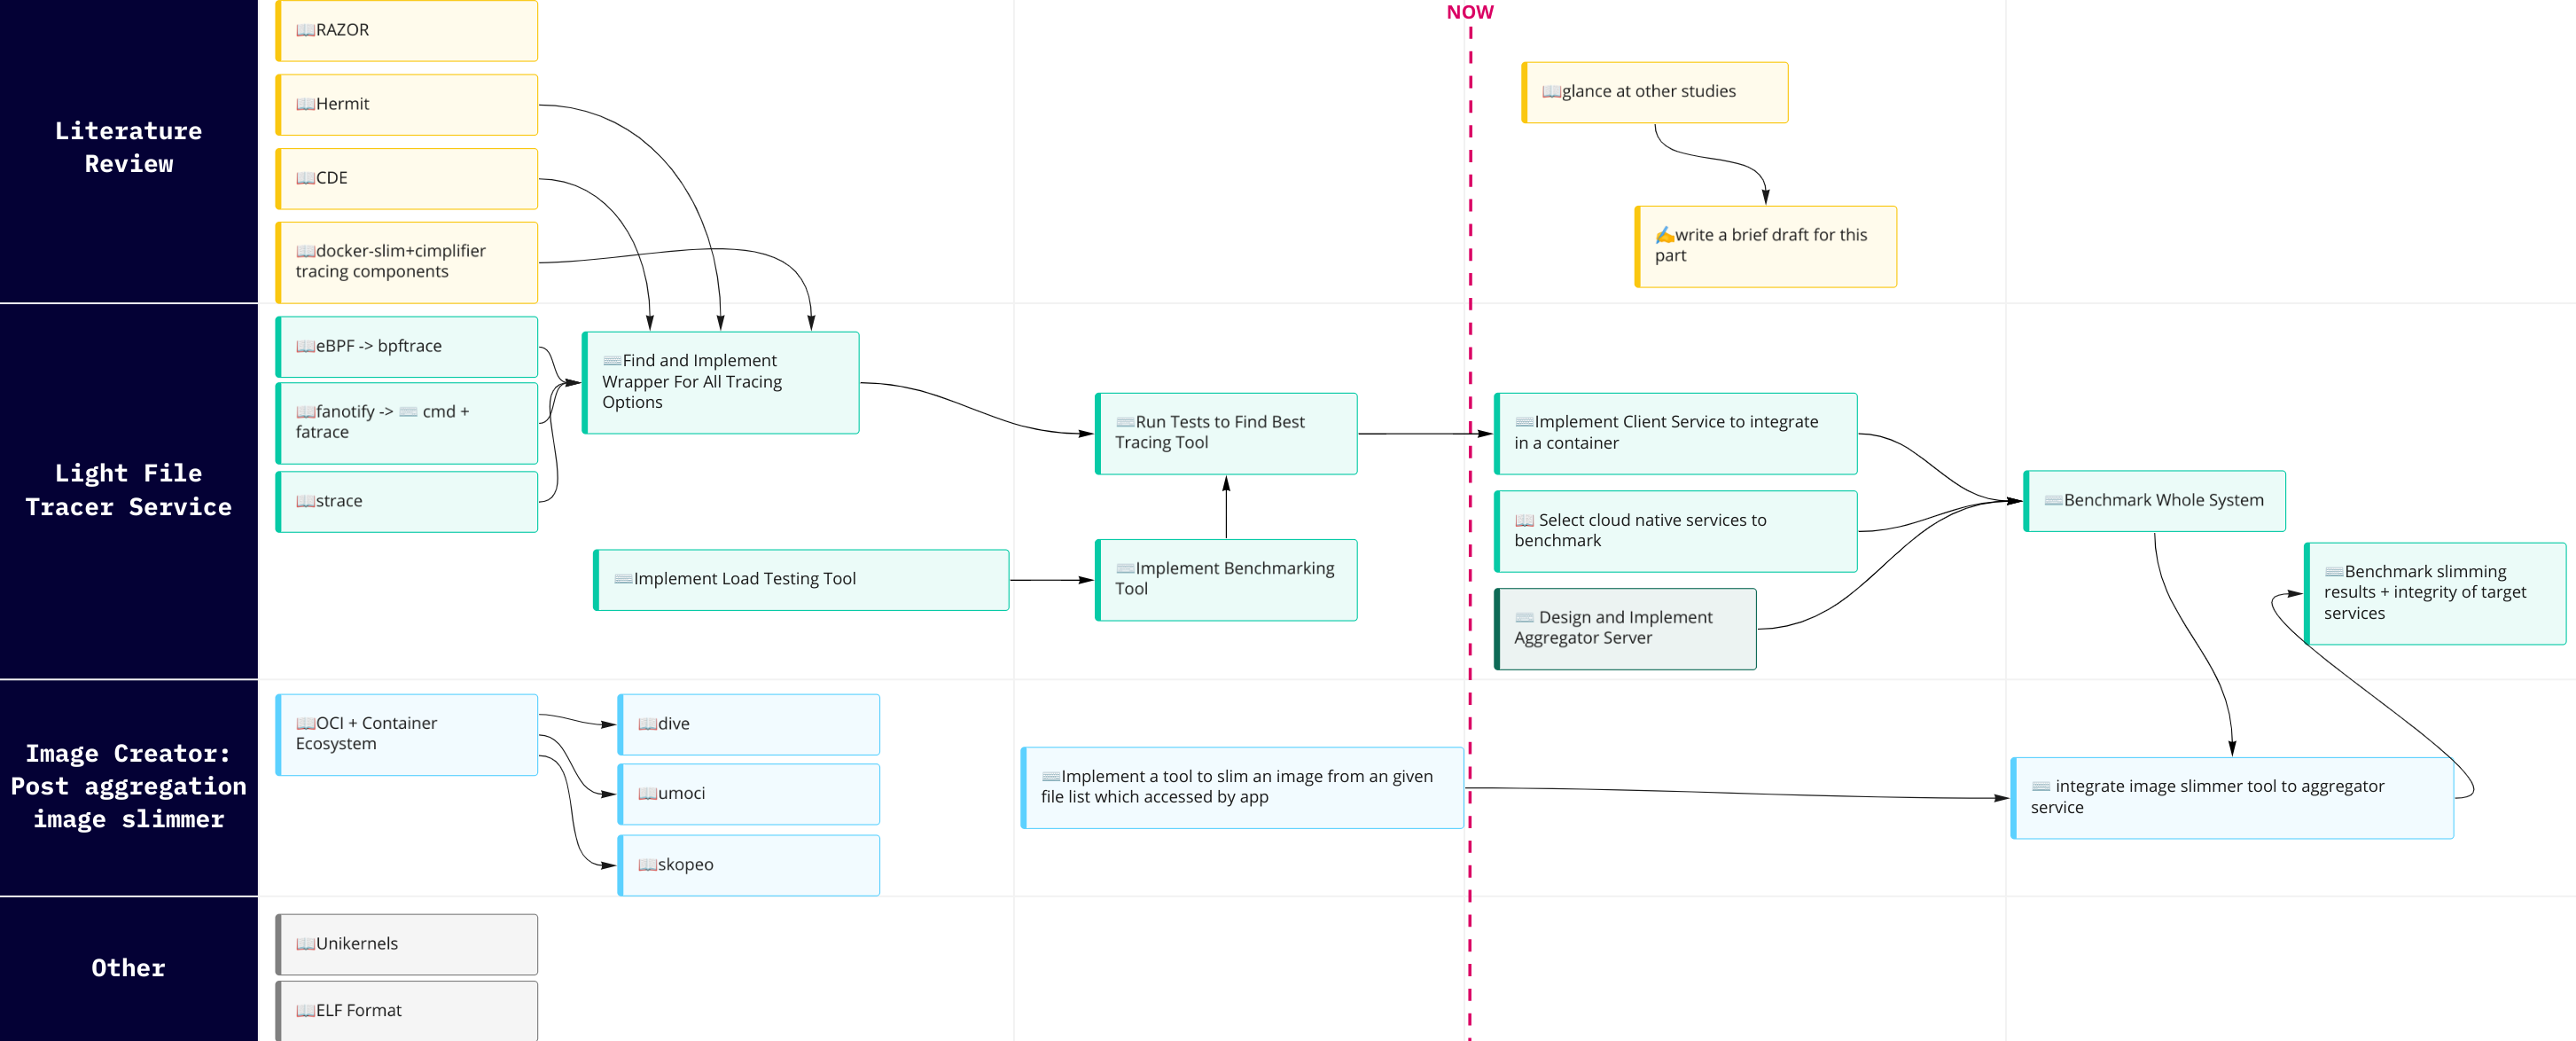 NOW
Literature
Review
📖RAZOR
📖Hermit
📖CDE
📖docker-slim+cimplifier
tracing components
📖glance at other studies
✍️write a brief draft for this
part
Light File
Tracer Service
📖eBPF -> bpftrace
📖fanotify -> ⌨️ cmd +
fatrace
📖strace
⌨️Find and Implement
Wrapper For All Tracing
Options
⌨️Implement Load Testing Tool
⌨️Run Tests to Find Best
Tracing Tool
⌨️Implement Benchmarking
Tool
⌨️Implement Client Service to integrate
in a container
📖 Select cloud native services to
benchmark
⌨️ Design and Implement
Aggregator Server
⌨️Benchmark Whole System
⌨️Benchmark slimming
results + integrity of target
services
Image Creator:
Post aggregation
image slimmer
📖OCI + Container
Ecosystem
📖dive
📖umoci
📖skopeo
⌨️Implement a tool to slim an image from an given
file list which accessed by app
⌨️ integrate image slimmer tool to aggregator
service
Other
📖Unikernels
📖ELF Format